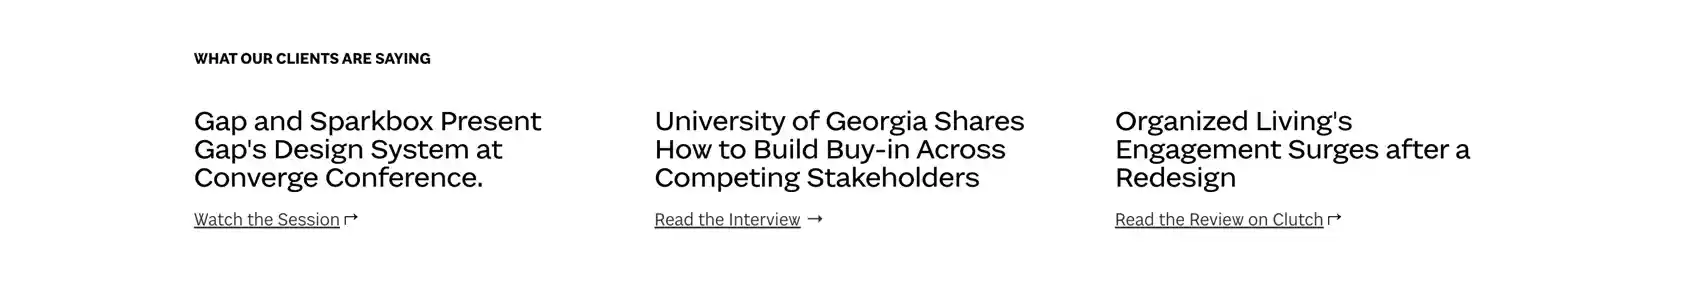 WHAT OUR CLIENTS ARE SAYING
Gap and Sparkbox Present
Gap's Design System at
Converge Conference.
Watch the Session
University of Georgia Shares
How to Build Buy-in Across
Competing Stakeholders
Read the Interview →
Organized Living's
Engagement Surges after a
Redesign
Read the Review on Clutch